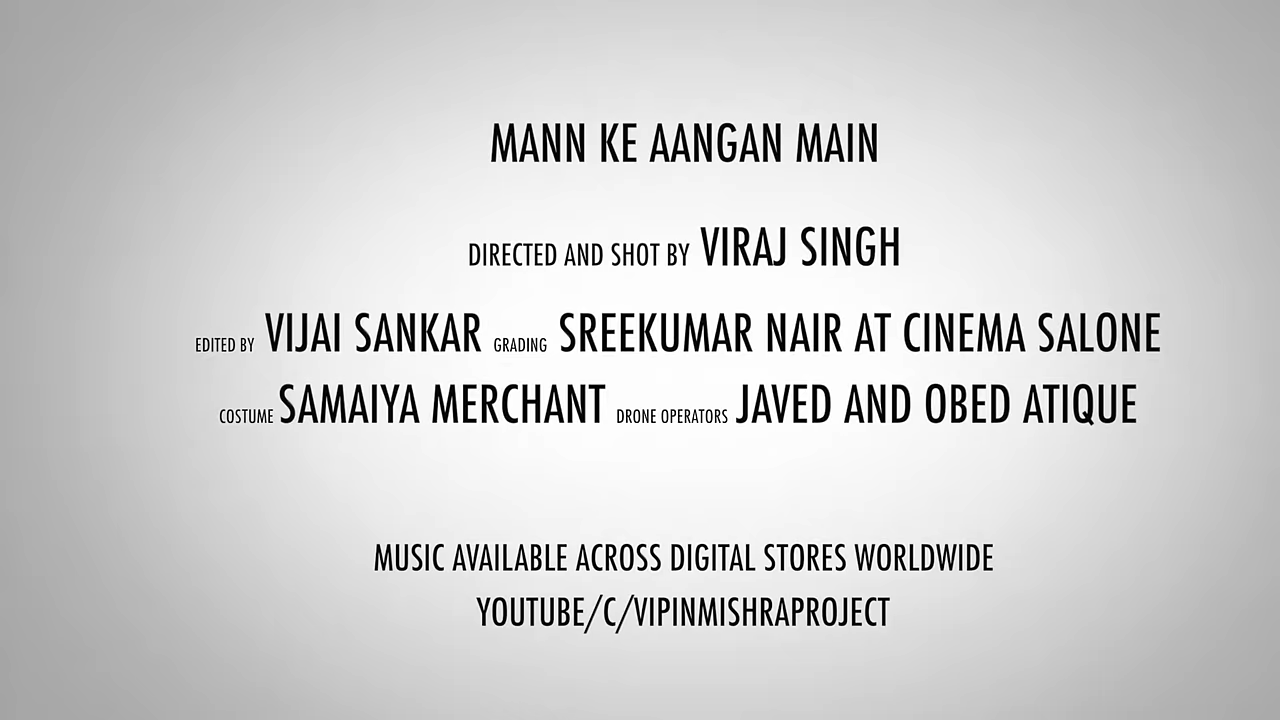 MANN KE AANGAN MAIN
DIRECTED AND SHOT BY VIRAJ SINGH
EDITED BY VIJAI SANKAR GRADING SREEKUMAR NAIR AT CINEMA SALONE
COSTUME SAMAIYA MERCHANT DRONE OPERATORS JAVED AND OBED ATIQUE
MUSIC AVAILABLE ACROSS DIGITAL STORES WORLDWIDE
YOUTUBE/C/VIPINMISHRAPROJECT